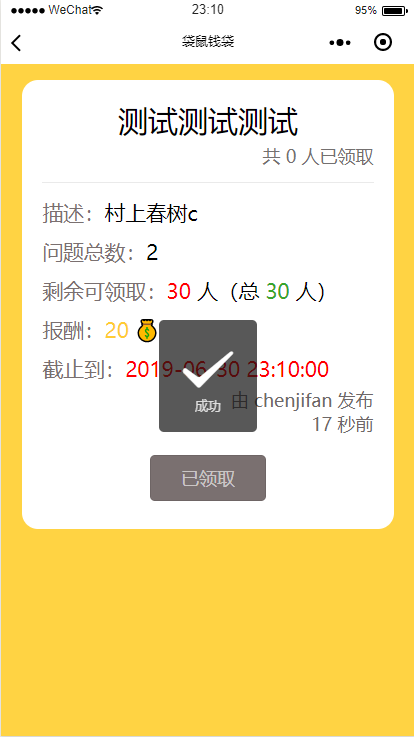 ●●●●● WeChat 23:10 95%
袋鼠钱袋
测试测试测试
共 0 人已领取
描述：村上春树c
问题总数：2
剩余可领取：30 人（总 30 人）
报酬：20
截止到：2019-06-30 23:10:00
成功
由 chenjifan 发布
17 秒前
已领取